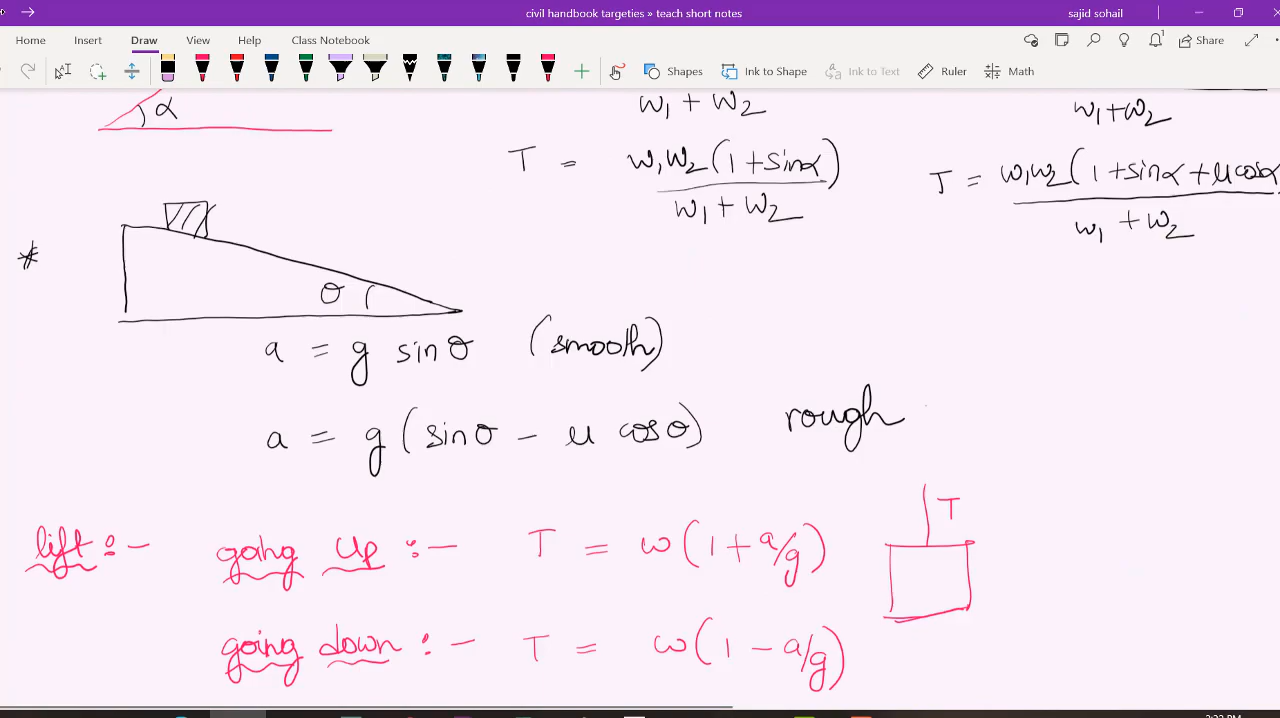 civil handbook targeties » teach short notes
sajid sohail
Home Insert Draw View Help Class Notebook
Share
Shapes Ink to Shape Ink to Text Ruler Math
α
w₁ + w₂
w₁+w₂
T = w₁w₂(1+sinα)
w₁ + w₂
T = w₁w₂(1+sinα+μcosα
w₁ + w₂
*
θ
a = g sinθ (smooth)
a = g(sinθ - μ cosθ) rough
T
lift :- going up :- T = w(1+a/g)
going down :- T = w(1-a/g)